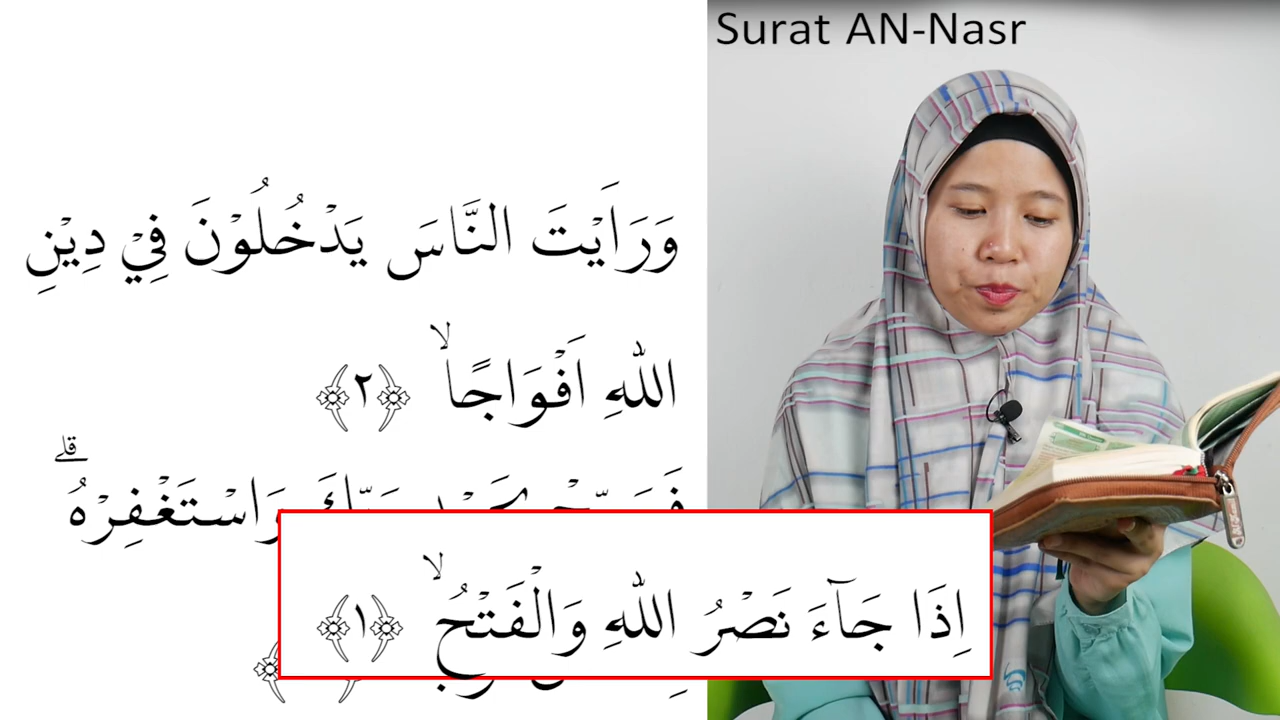 Surat AN-Nasr
وَرَاَيْتَ النَّاسَ يَدْخُلُوْنَ فِيْ دِيْنِ
اللّٰهِ اَفْوَاجًاۙ ﴿٢﴾
وَاسْتَغْفِرْهُۗ
اِذَا جَاۤءَ نَصْرُ اللّٰهِ وَالْفَتْحُۙ ﴿١﴾